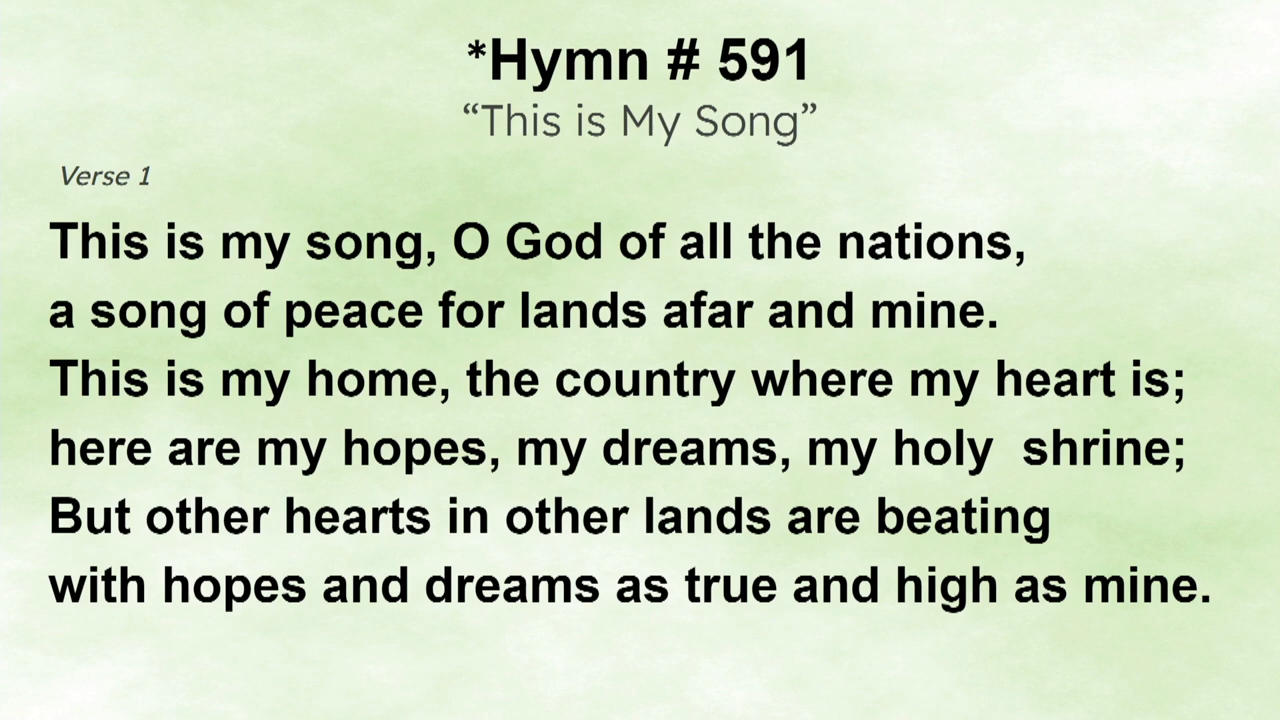 *Hymn # 591
“This is My Song”
Verse 1
This is my song, O God of all the nations,
a song of peace for lands afar and mine.
This is my home, the country where my heart is;
here are my hopes, my dreams, my holy  shrine;
But other hearts in other lands are beating
with hopes and dreams as true and high as mine.